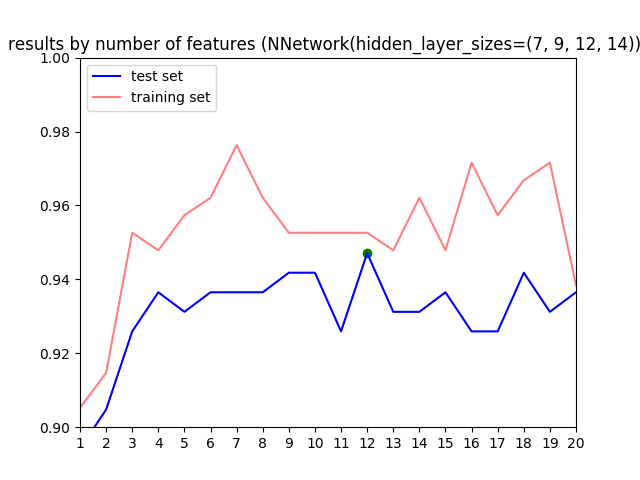 results by number of features (NNetwork(hidden_layer_sizes=(7, 9, 12, 14))
1.00
test set
training set
0.98
0.96
0.94
0.92
0.90
1 2 3 4 5 6 7 8 9 10 11 12 13 14 15 16 17 18 19 20